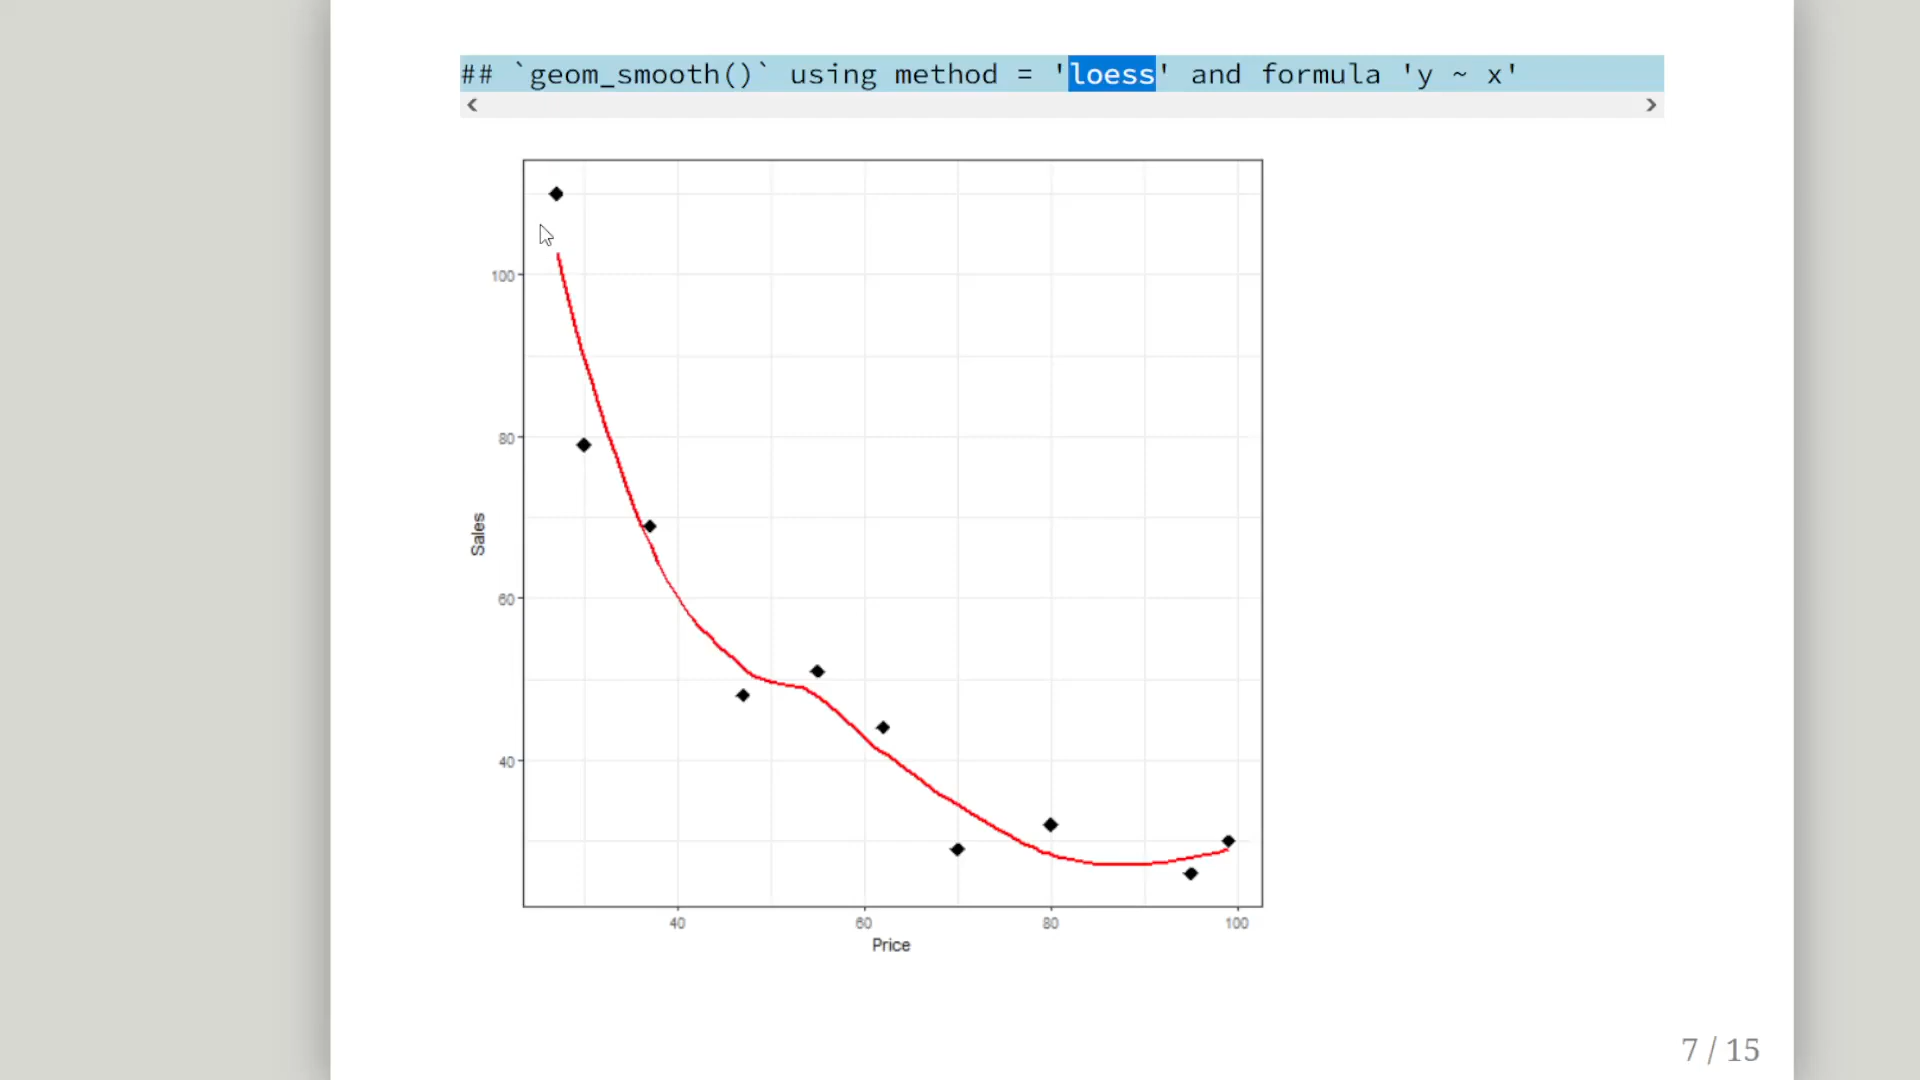 ## `geom_smooth()` using method = 'loess' and formula 'y ~ x'
100
80
60
40
Sales
40 60 80 100
Price
7 / 15